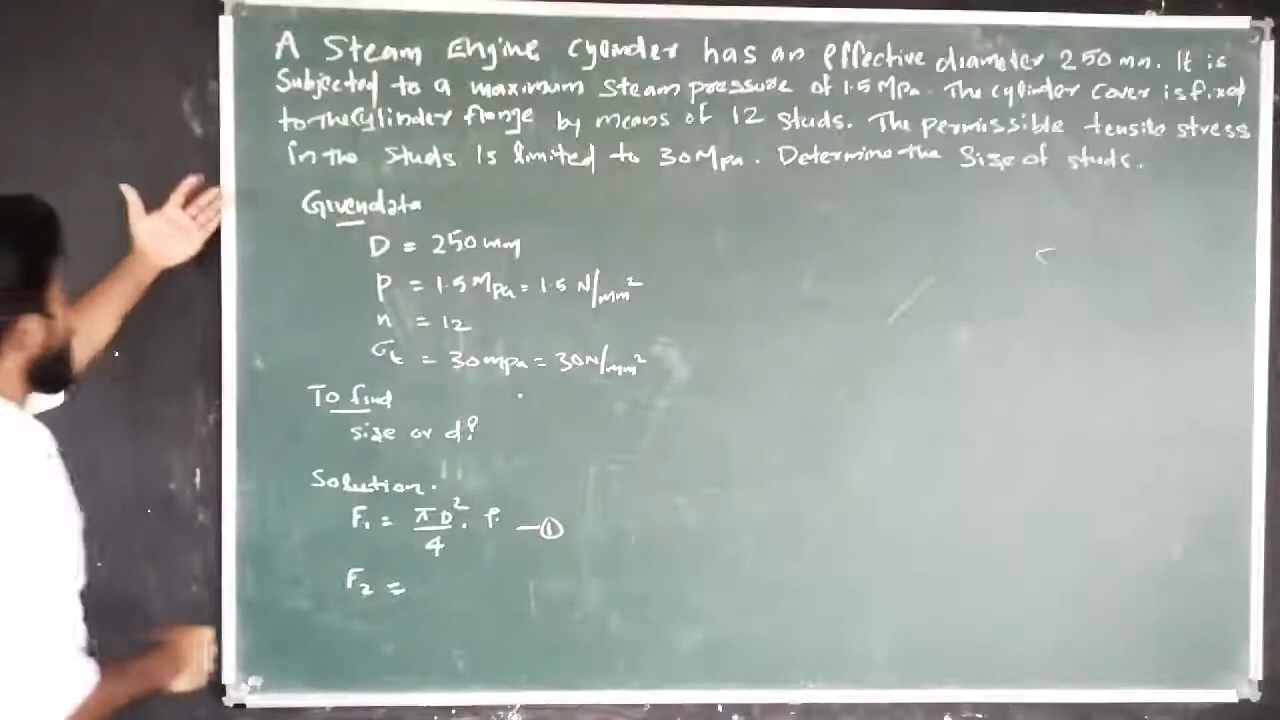 A Steam Engine cylinder has an effective diameter 250 mm. It is
Subjected to a maximum steam pressure of 1.5 MPa. The cylinder cover is fixed
to the cylinder flange by means of 12 studs. The permissible tensile stress
in the studs is limited to 30 Mpa. Determine the Size of studs.
Given data
D = 250 mm
P = 1.5 Mpa = 1.5 N/mm²
n = 12
σt = 30 mpa = 30 N/mm²
To find
size or d?
Solution.
F₁ = πD²/4 . P. —①
F₂ =